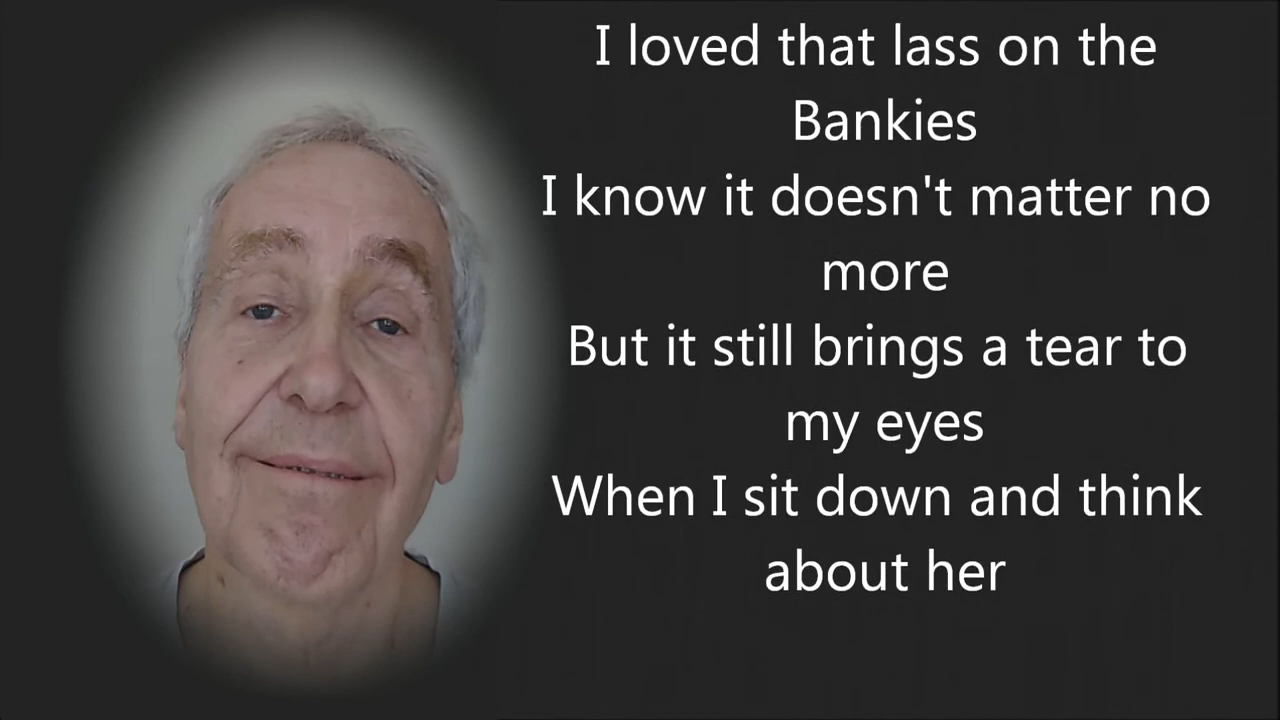 I loved that lass on the
Bankies
I know it doesn't matter no
more
But it still brings a tear to
my eyes
When I sit down and think
about her